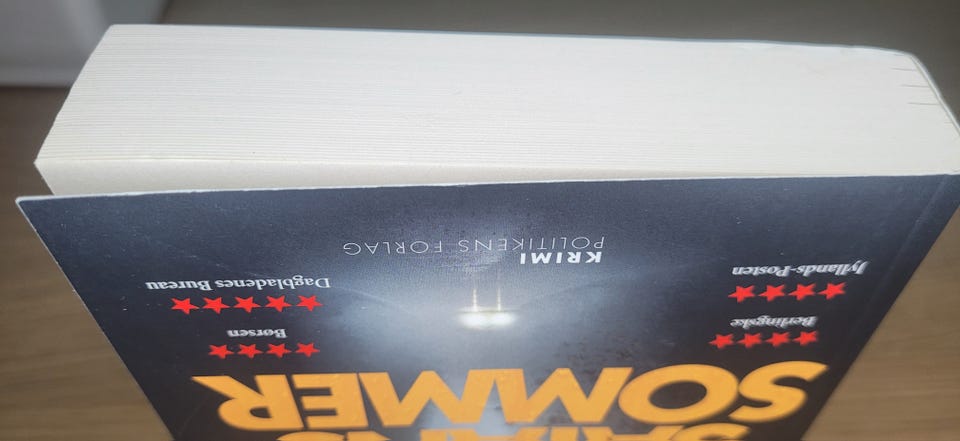 SOMMER
Berlingske
Børsen
Jyllands-Posten
Dagbladenes Bureau
KRIMI
POLITIKENS FORLAG